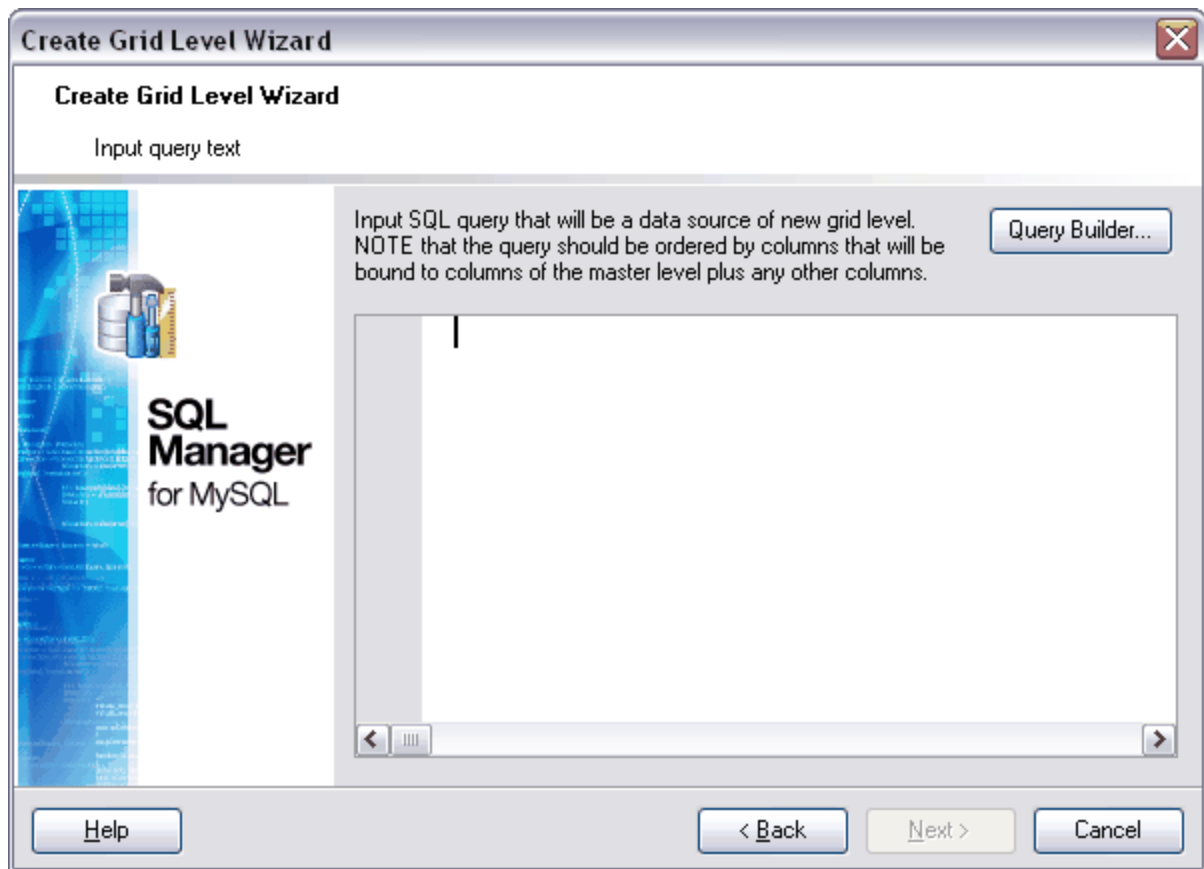 Create Grid Level Wizard
Create Grid Level Wizard
Input query text
Input SQL query that will be a data source of new grid level.
NOTE that the query should be ordered by columns that will be
bound to columns of the master level plus any other columns.
Query Builder...
SQL
Manager
for MySQL
Help
< Back
Next >
Cancel